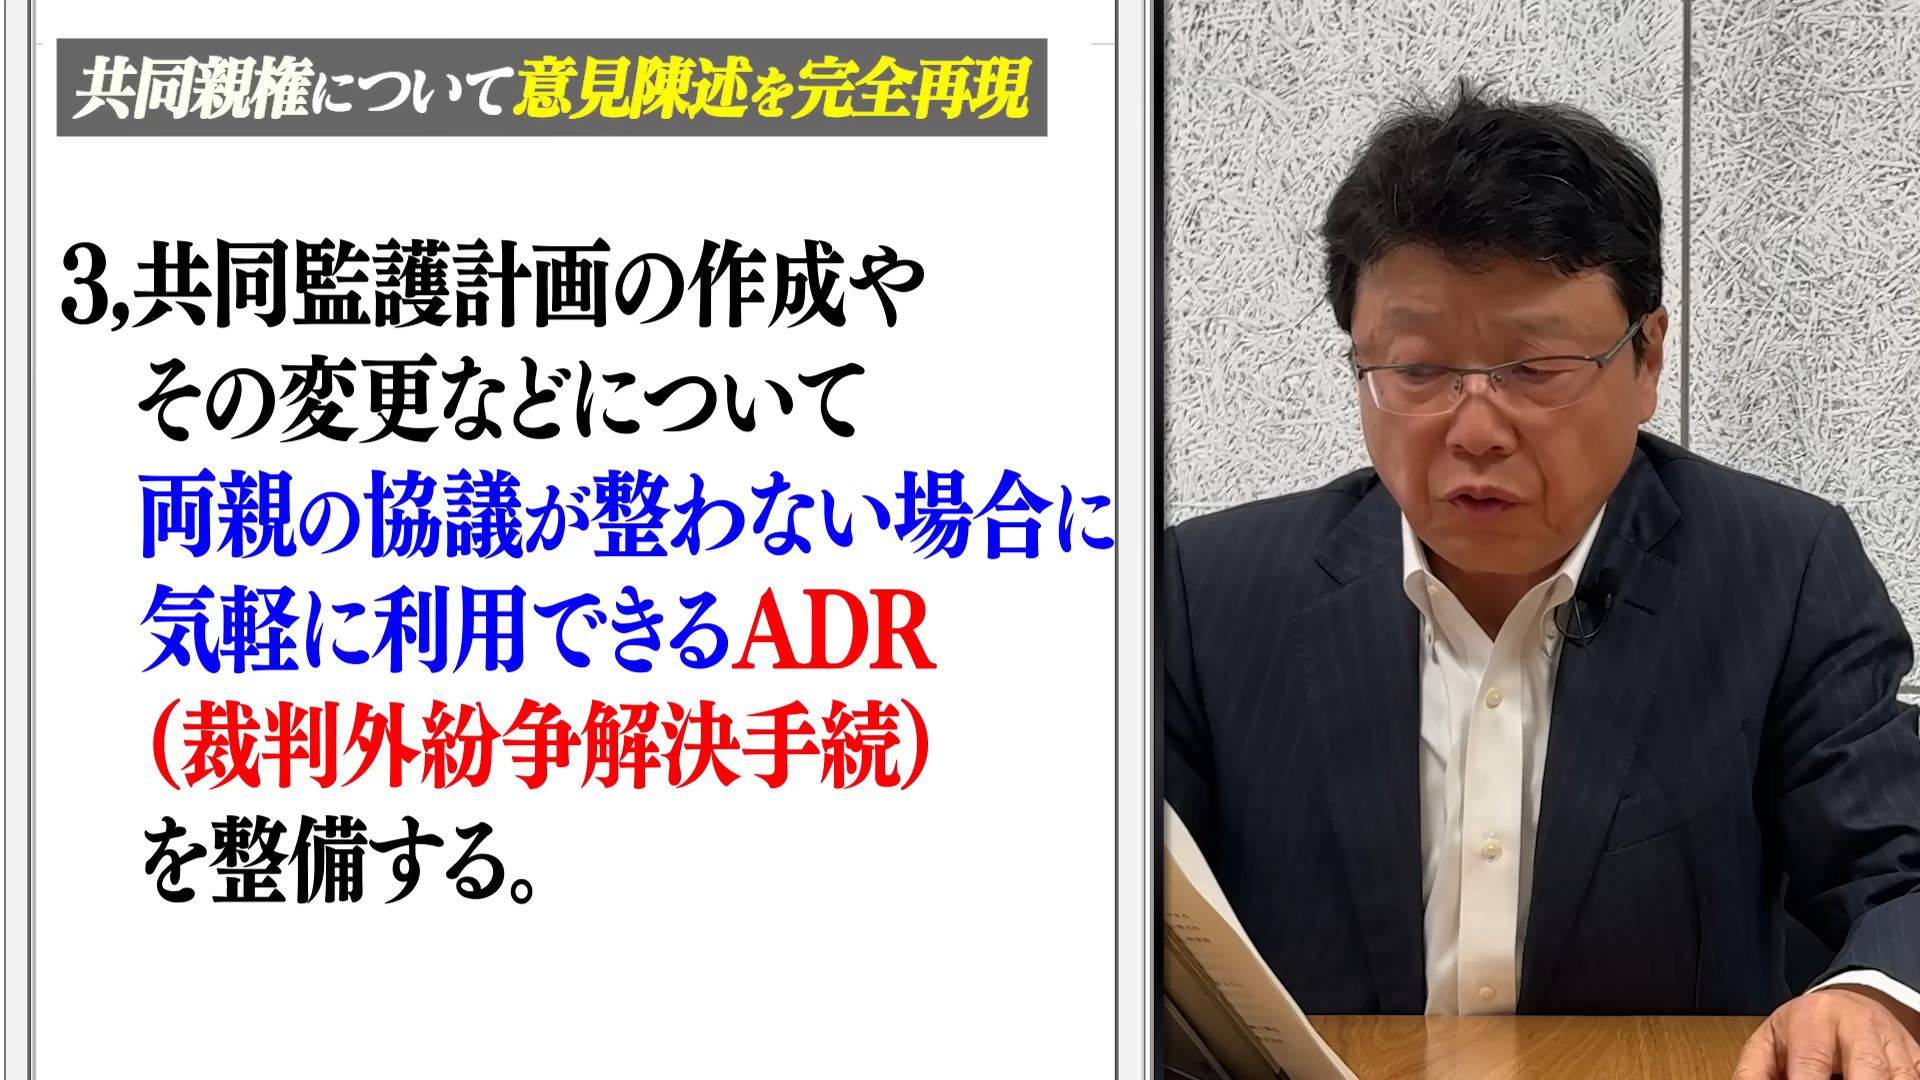 共同親権について意見陳述を完全再現
3,共同監護計画の作成や
その変更などについて
両親の協議が整わない場合に
気軽に利用できるADR
(裁判外紛争解決手続)
を整備する。